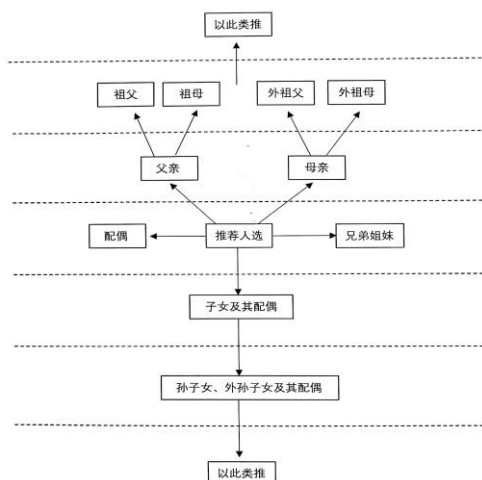 以此类推
祖父
祖母
外祖父
外祖母
父亲
母亲
配偶
推荐人选
兄弟姐妹
子女及其配偶
孙子女、外孙子女及其配偶
以此类推